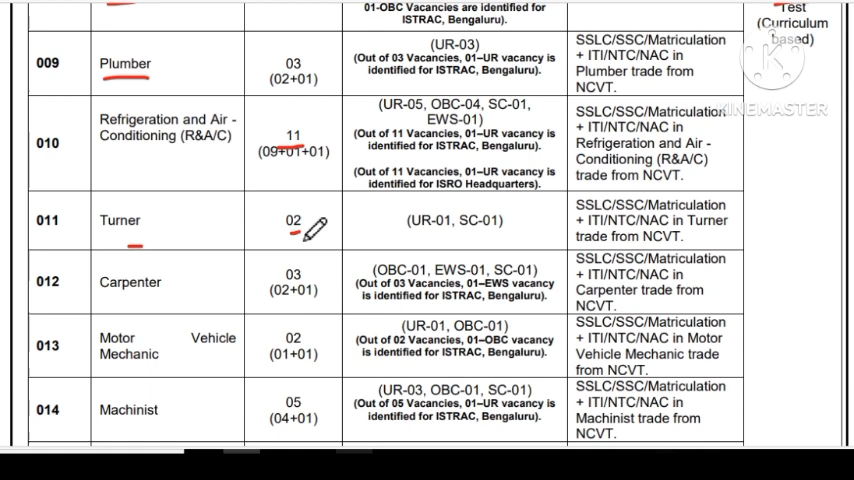 01-OBC Vacancies are identified for
ISTRAC, Bengaluru).
Test
(Curriculum
based)
009
Plumber
03
(02+01)
(UR-03)
(Out of 03 Vacancies, 01–UR vacancy is
identified for ISTRAC, Bengaluru).
SSLC/SSC/Matriculation
+ ITI/NTC/NAC in
Plumber trade from
NCVT.
KINEMASTER
010
Refrigeration and Air -
Conditioning (R&A/C)
11
(09+01+01)
(UR-05, OBC-04, SC-01,
EWS-01)
(Out of 11 Vacancies, 01–UR vacancy is
identified for ISTRAC, Bengaluru).
(Out of 11 Vacancies, 01–UR vacancy is
identified for ISRO Headquarters).
SSLC/SSC/Matriculation
+ ITI/NTC/NAC in
Refrigeration and Air -
Conditioning (R&A/C)
trade from NCVT.
011
Turner
02
(UR-01, SC-01)
SSLC/SSC/Matriculation
+ ITI/NTC/NAC in Turner
trade from NCVT.
012
Carpenter
03
(02+01)
(OBC-01, EWS-01, SC-01)
(Out of 03 Vacancies, 01–EWS vacancy
is identified for ISTRAC, Bengaluru).
SSLC/SSC/Matriculation
+ ITI/NTC/NAC in
Carpenter trade from
NCVT.
013
Motor Vehicle
Mechanic
02
(01+01)
(UR-01, OBC-01)
(Out of 02 Vacancies, 01–OBC vacancy
is identified for ISTRAC, Bengaluru).
SSLC/SSC/Matriculation
+ ITI/NTC/NAC in Motor
Vehicle Mechanic trade
from NCVT.
014
Machinist
05
(04+01)
(UR-03, OBC-01, SC-01)
(Out of 05 Vacancies, 01–UR vacancy is
identified for ISTRAC, Bengaluru).
SSLC/SSC/Matriculation
+ ITI/NTC/NAC in
Machinist trade from
NCVT.